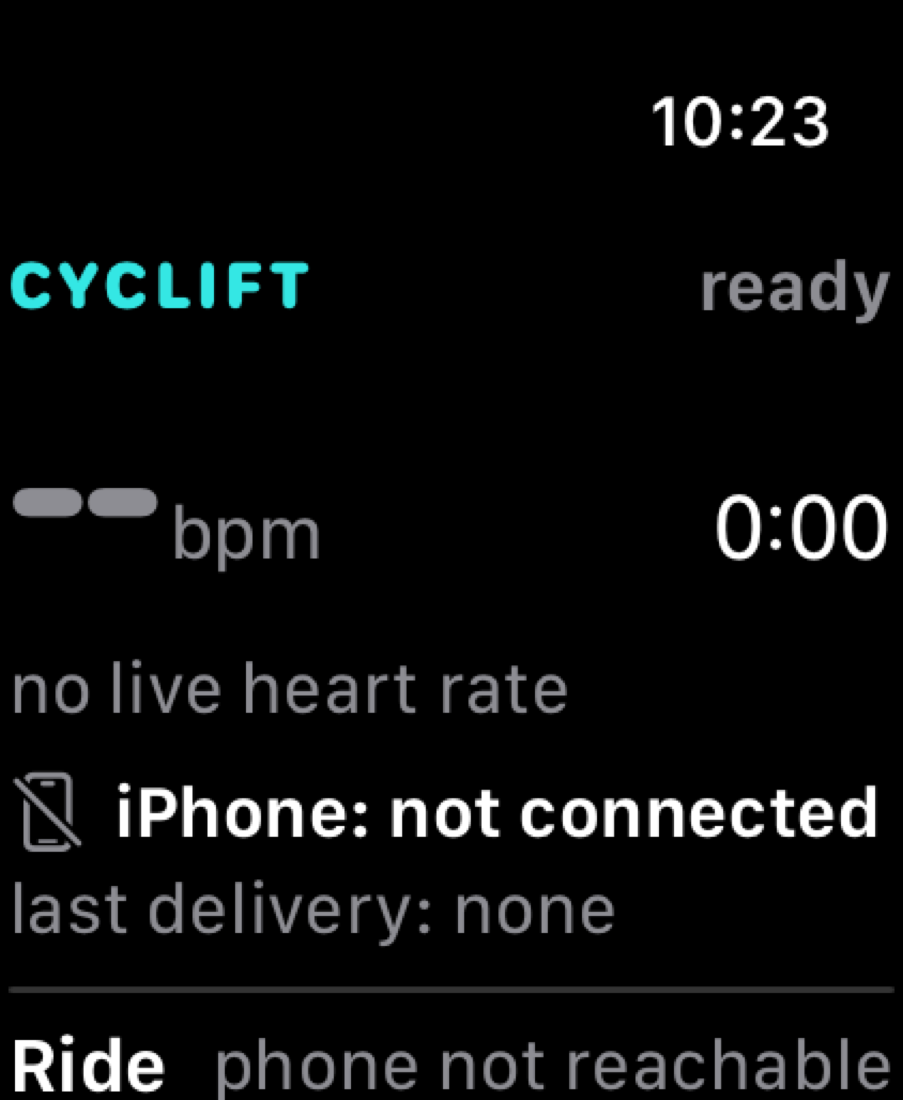 10:23
CYCLIFT ready
-- bpm 0:00
no live heart rate
iPhone: not connected
last delivery: none
Ride phone not reachable